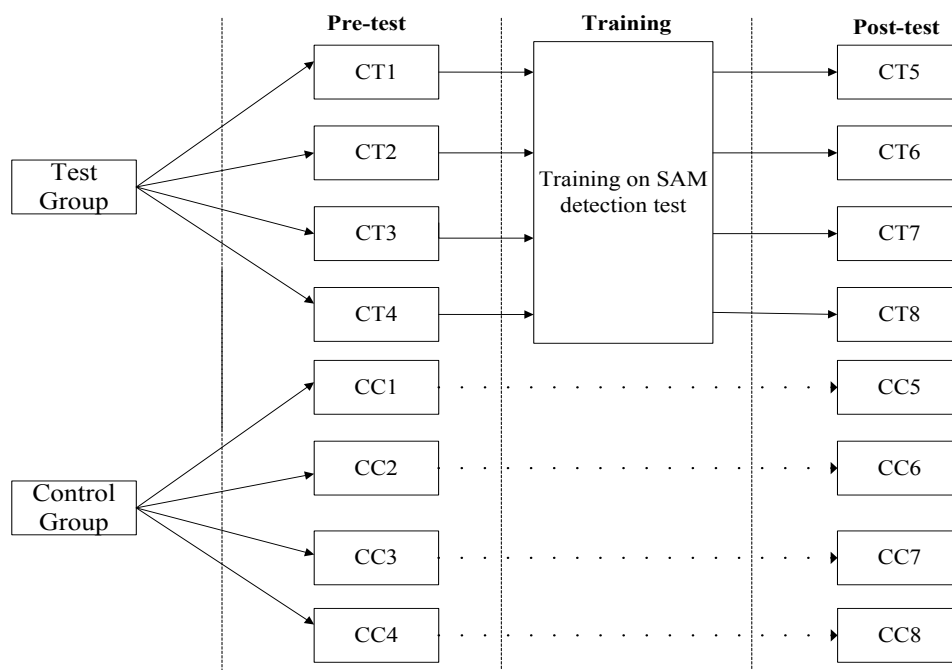 Pre-test
Training
Post-test
CT1
CT5
CT2
CT6
Test
Group
Training on SAM
detection test
CT3
CT7
CT4
CT8
CC1
CC5
CC2
CC6
Control
Group
CC3
CC7
CC4
CC8